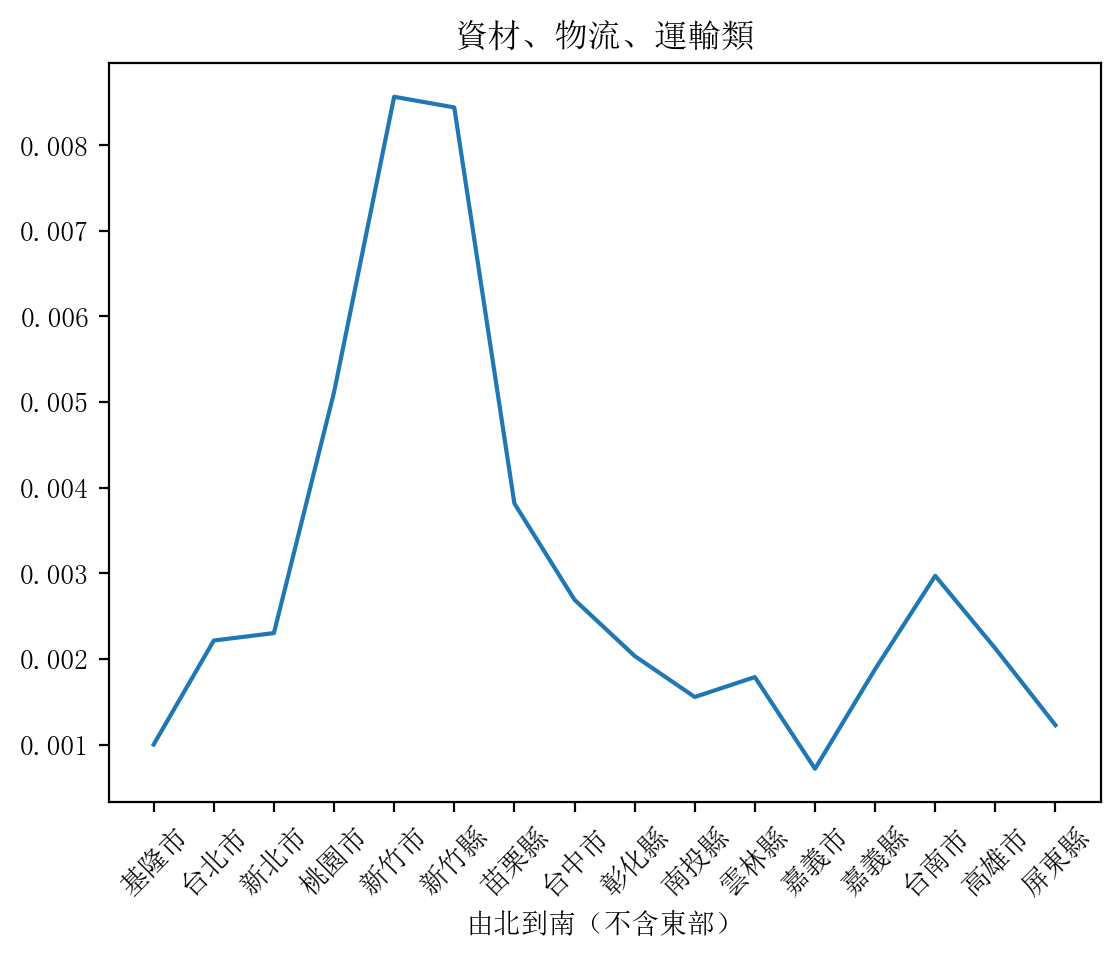 資材、物流、運輸類
0.008
0.007
0.006
0.005
0.004
0.003
0.002
0.001
基隆市
台北市
新北市
桃園市
新竹市
新竹縣
苗栗縣
台中市
彰化縣
南投縣
雲林縣
嘉義市
嘉義縣
台南市
高雄市
屏東縣
由北到南（不含東部）